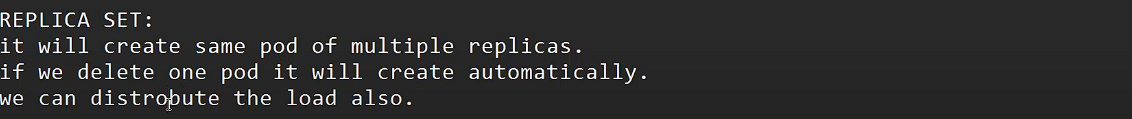 REPLICA SET:
it will create same pod of multiple replicas.
if we delete one pod it will create automatically.
we can distrobute the load also.